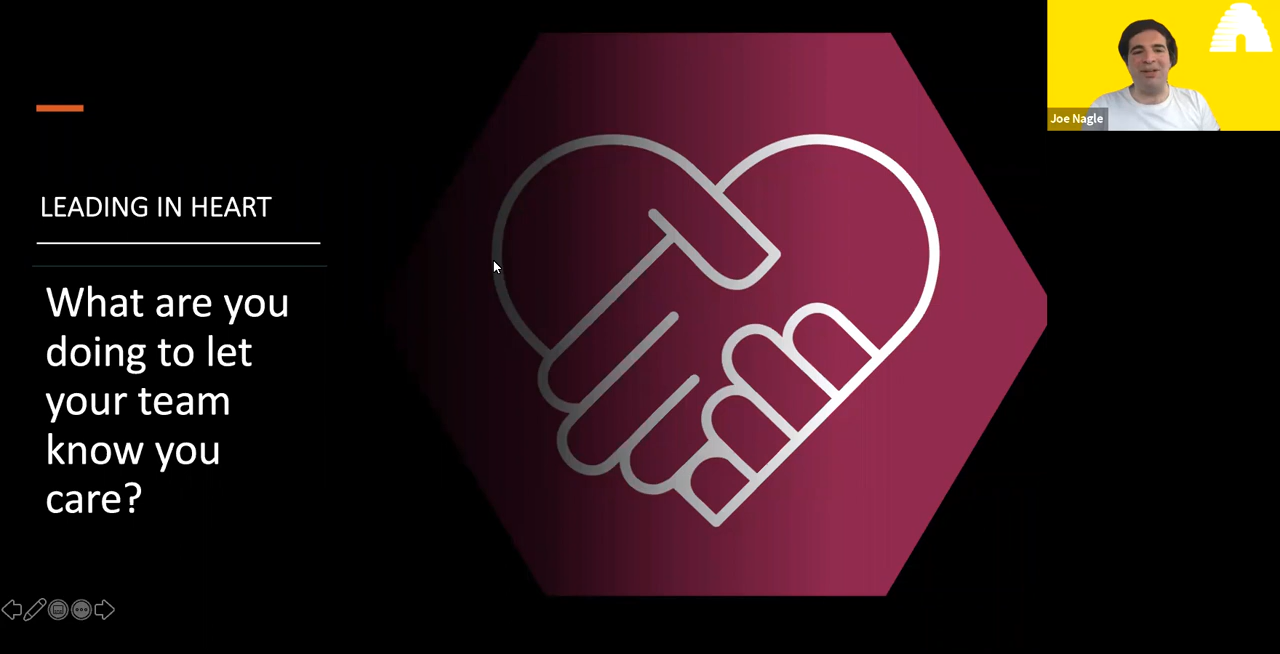 LEADING IN HEART
What are you
doing to let
your team
know you
care?
Joe Nagle